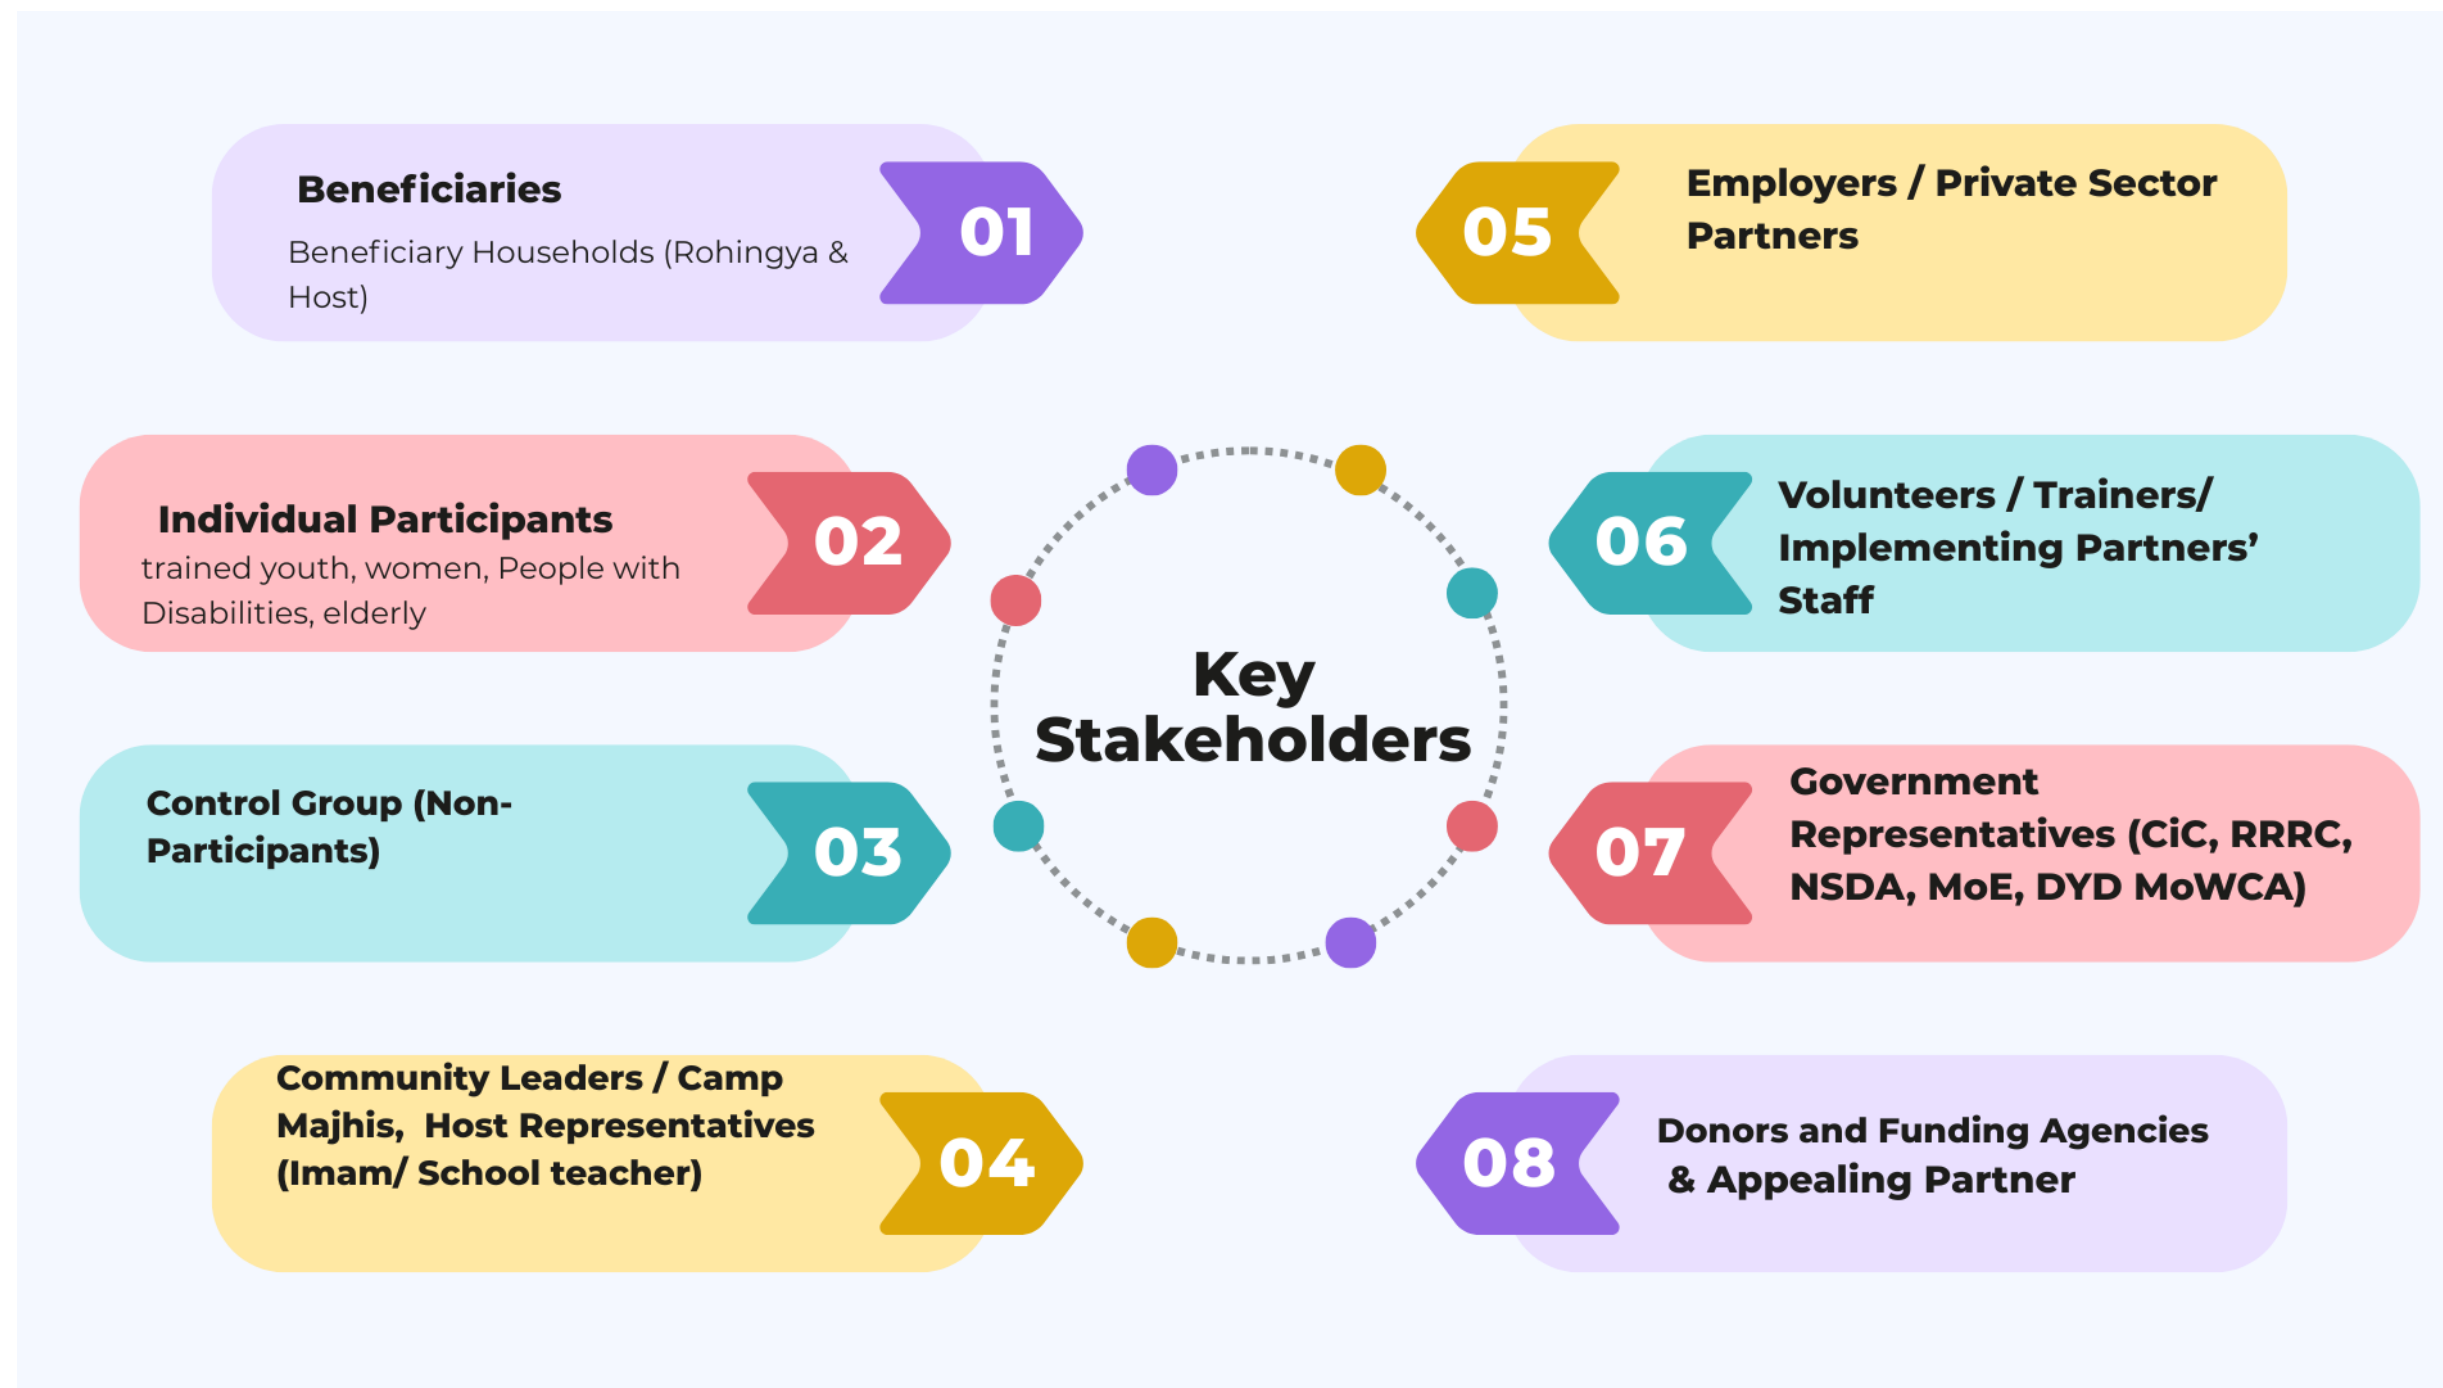 Beneficiaries
Beneficiary Households (Rohingya &
Host)
01
Individual Participants
trained youth, women, People with
Disabilities, elderly
02
Control Group (Non-
Participants)
03
Community Leaders / Camp
Majhis,  Host Representatives
(Imam/ School teacher)
04
Key
Stakeholders
05
Employers / Private Sector
Partners
06
Volunteers / Trainers/
Implementing Partners’
Staff
07
Government
Representatives (CiC, RRRC,
NSDA, MoE, DYD MoWCA)
08
Donors and Funding Agencies
& Appealing Partner